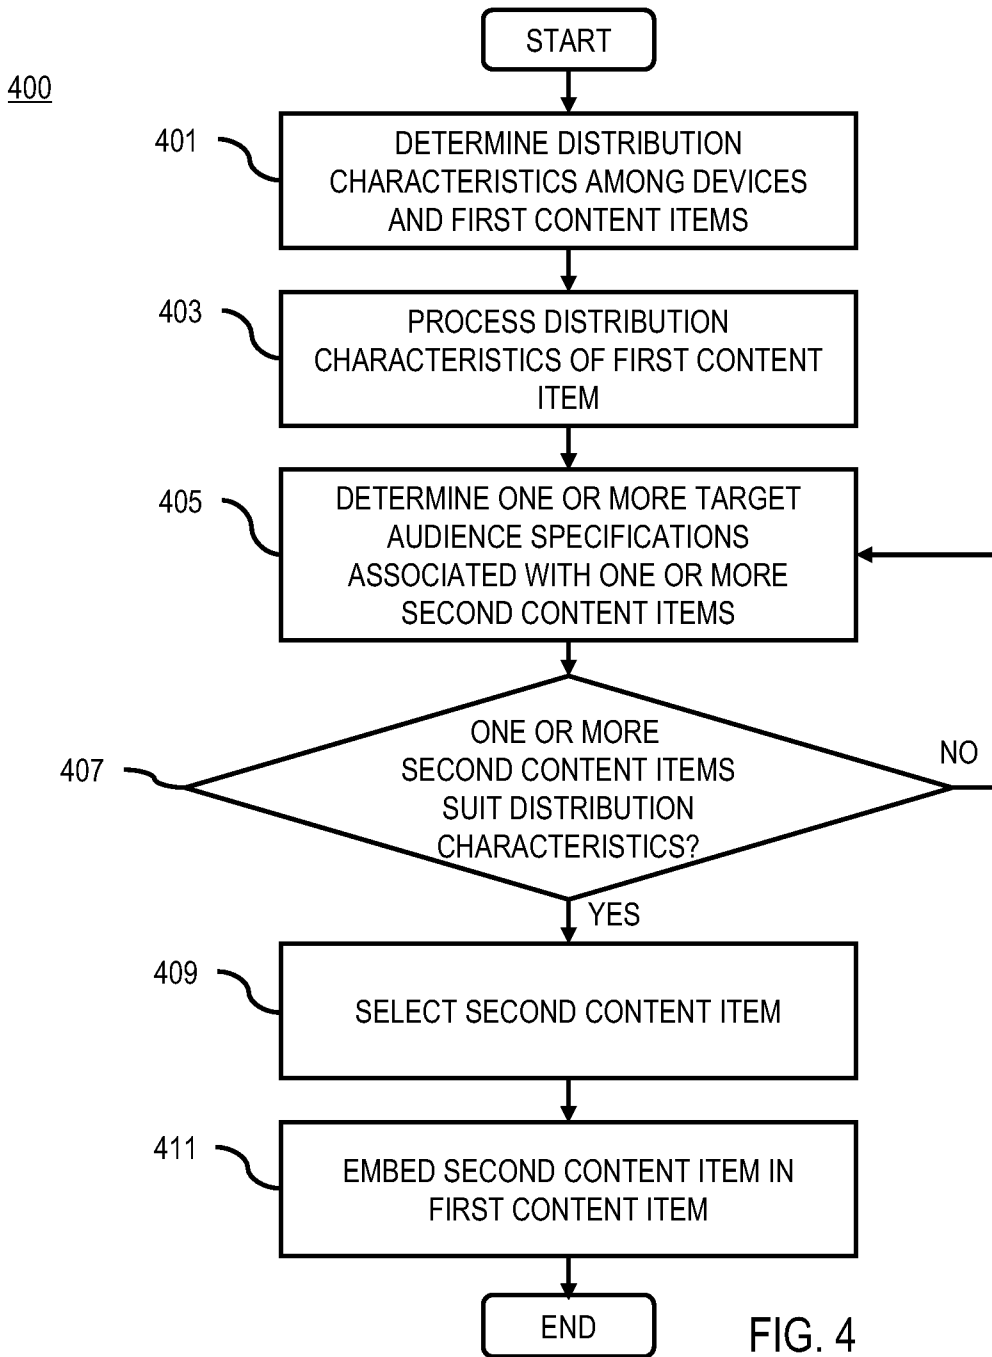 START
400
401
DETERMINE DISTRIBUTION
CHARACTERISTICS AMONG DEVICES
AND FIRST CONTENT ITEMS
403
PROCESS DISTRIBUTION
CHARACTERISTICS OF FIRST CONTENT
ITEM
405
DETERMINE ONE OR MORE TARGET
AUDIENCE SPECIFICATIONS
ASSOCIATED WITH ONE OR MORE
SECOND CONTENT ITEMS
407
ONE OR MORE
SECOND CONTENT ITEMS
SUIT DISTRIBUTION
CHARACTERISTICS?
NO
YES
409
SELECT SECOND CONTENT ITEM
411
EMBED SECOND CONTENT ITEM IN
FIRST CONTENT ITEM
END
FIG. 4